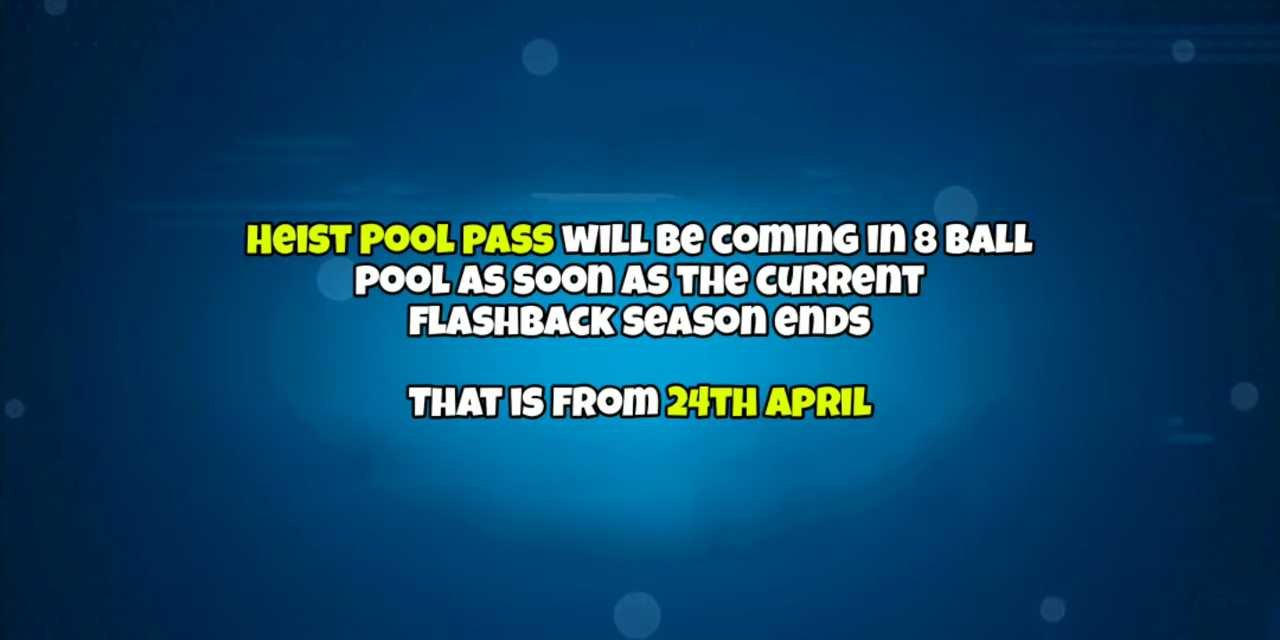 Heist Pool Pass will be coming in 8 Ball
Pool as soon as the current
Flashback season ends
That is from 24th April